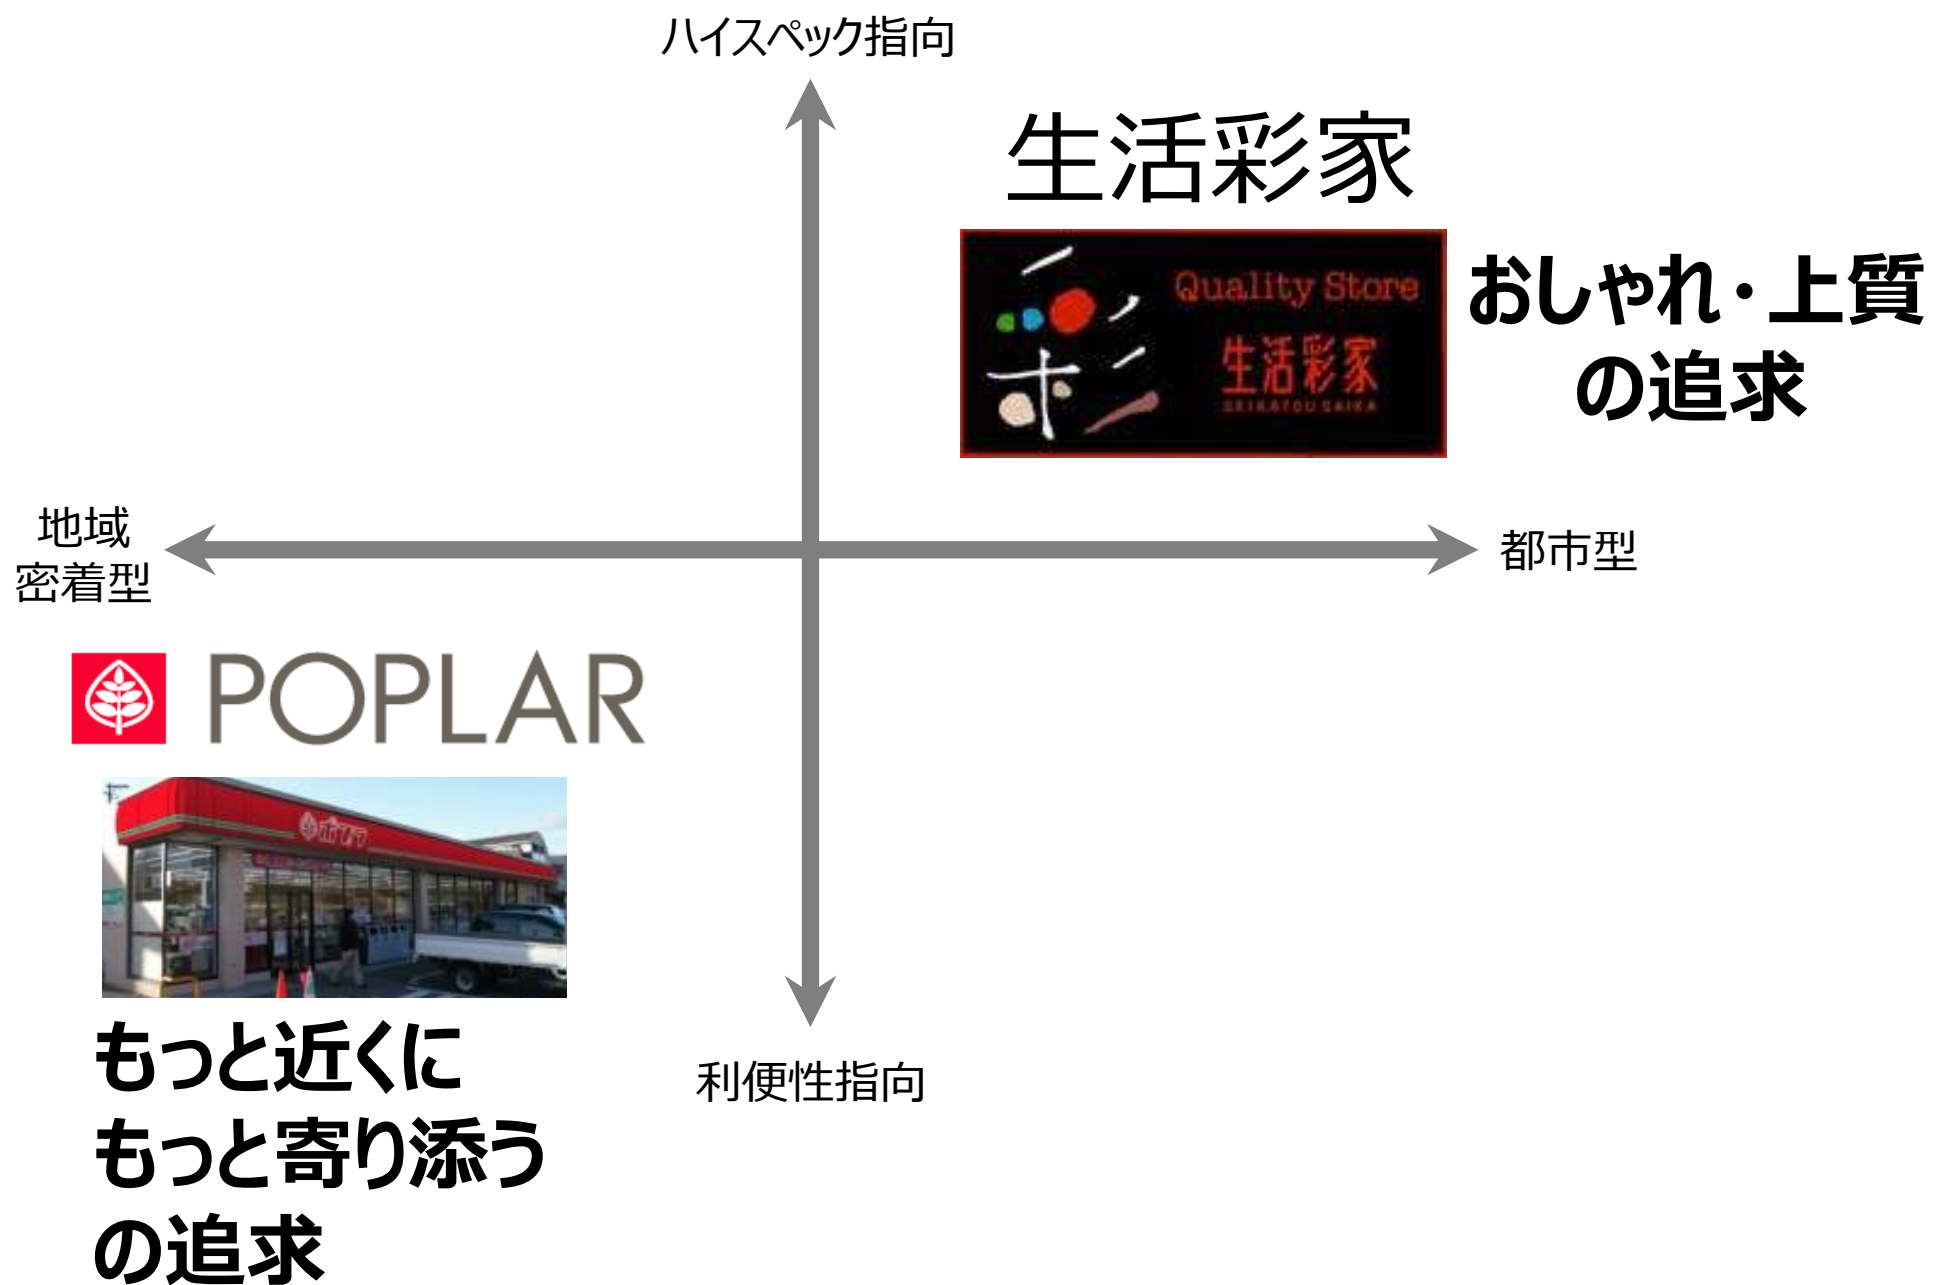 ハイスペック指向
生活彩家
Quality Store
生活彩家
SEIKATSU SAIKA
おしゃれ・上質
の追求
地域
密着型
都市型
POPLAR
ポプラ
もっと近くに
もっと寄り添う
の追求
利便性指向